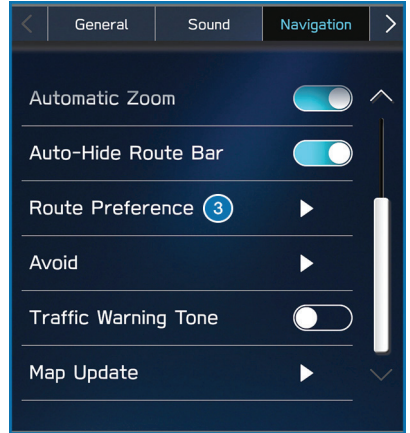 General Sound Navigation
Automatic Zoom
Auto-Hide Route Bar
Route Preference 3
Avoid
Traffic Warning Tone
Map Update